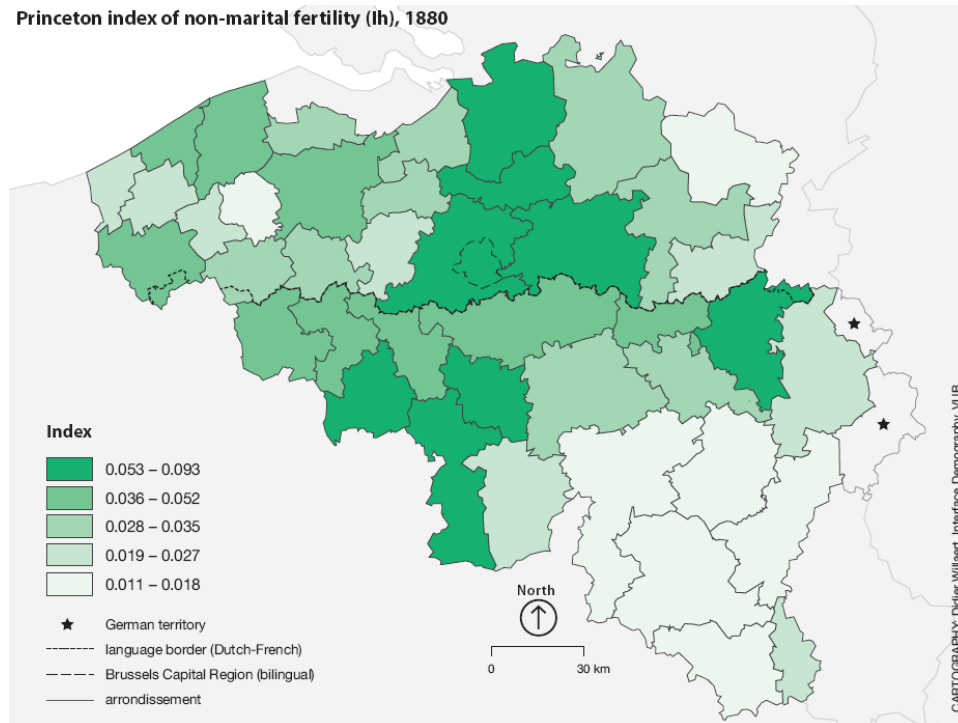 Princeton index of non-marital fertility (Ih), 1880
Index
0.053 – 0.093
0.036 – 0.052
0.028 – 0.035
0.019 – 0.027
0.011 – 0.018
German territory
language border (Dutch-French)
Brussels Capital Region (bilingual)
arrondissement
North
0 30 km
CARTOGRAPHY: Didier Willaert, Interface Demography, VUB